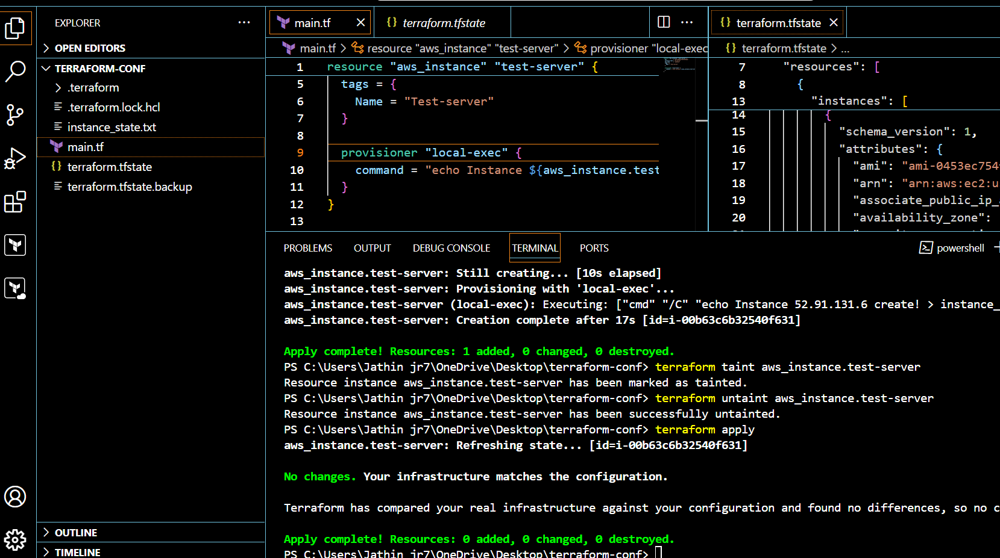 EXPLORER
OPEN EDITORS
TERRAFORM-CONF
.terraform
.terraform.lock.hcl
instance_state.txt
main.tf
terraform.tfstate
terraform.tfstate.backup
OUTLINE
TIMELINE
main.tf
terraform.tfstate
main.tf > resource "aws_instance" "test-server" > provisioner "local-exec
1 resource "aws_instance" "test-server" {
5 tags = {
6 Name = "Test-server"
7 }
8
9 provisioner "local-exec" {
10 command = "echo Instance ${aws_instance.test
11 }
12 }
13
terraform.tfstate
terraform.tfstate > ...
7 "resources": [
8 {
13 "instances": [
14 {
15 "schema_version": 1,
16 "attributes": {
17 "ami": "ami-0453ec754
18 "arn": "arn:aws:ec2:u
19 "associate_public_ip_
20 "availability_zone":
PROBLEMS OUTPUT DEBUG CONSOLE TERMINAL PORTS
powershell
aws_instance.test-server: Still creating... [10s elapsed]
aws_instance.test-server: Provisioning with 'local-exec'...
aws_instance.test-server (local-exec): Executing: ["cmd" "/C" "echo Instance 52.91.131.6 create! > instance_
aws_instance.test-server: Creation complete after 17s [id=i-00b63c6b32540f631]
Apply complete! Resources: 1 added, 0 changed, 0 destroyed.
PS C:\Users\Jathin jr7\OneDrive\Desktop\terraform-conf> terraform taint aws_instance.test-server
Resource instance aws_instance.test-server has been marked as tainted.
PS C:\Users\Jathin jr7\OneDrive\Desktop\terraform-conf> terraform untaint aws_instance.test-server
Resource instance aws_instance.test-server has been successfully untainted.
PS C:\Users\Jathin jr7\OneDrive\Desktop\terraform-conf> terraform apply
aws_instance.test-server: Refreshing state... [id=i-00b63c6b32540f631]
No changes. Your infrastructure matches the configuration.
Terraform has compared your real infrastructure against your configuration and found no differences, so no c
Apply complete! Resources: 0 added, 0 changed, 0 destroyed.
PS C:\Users\Jathin jr7\OneDrive\Desktop\terraform-conf>